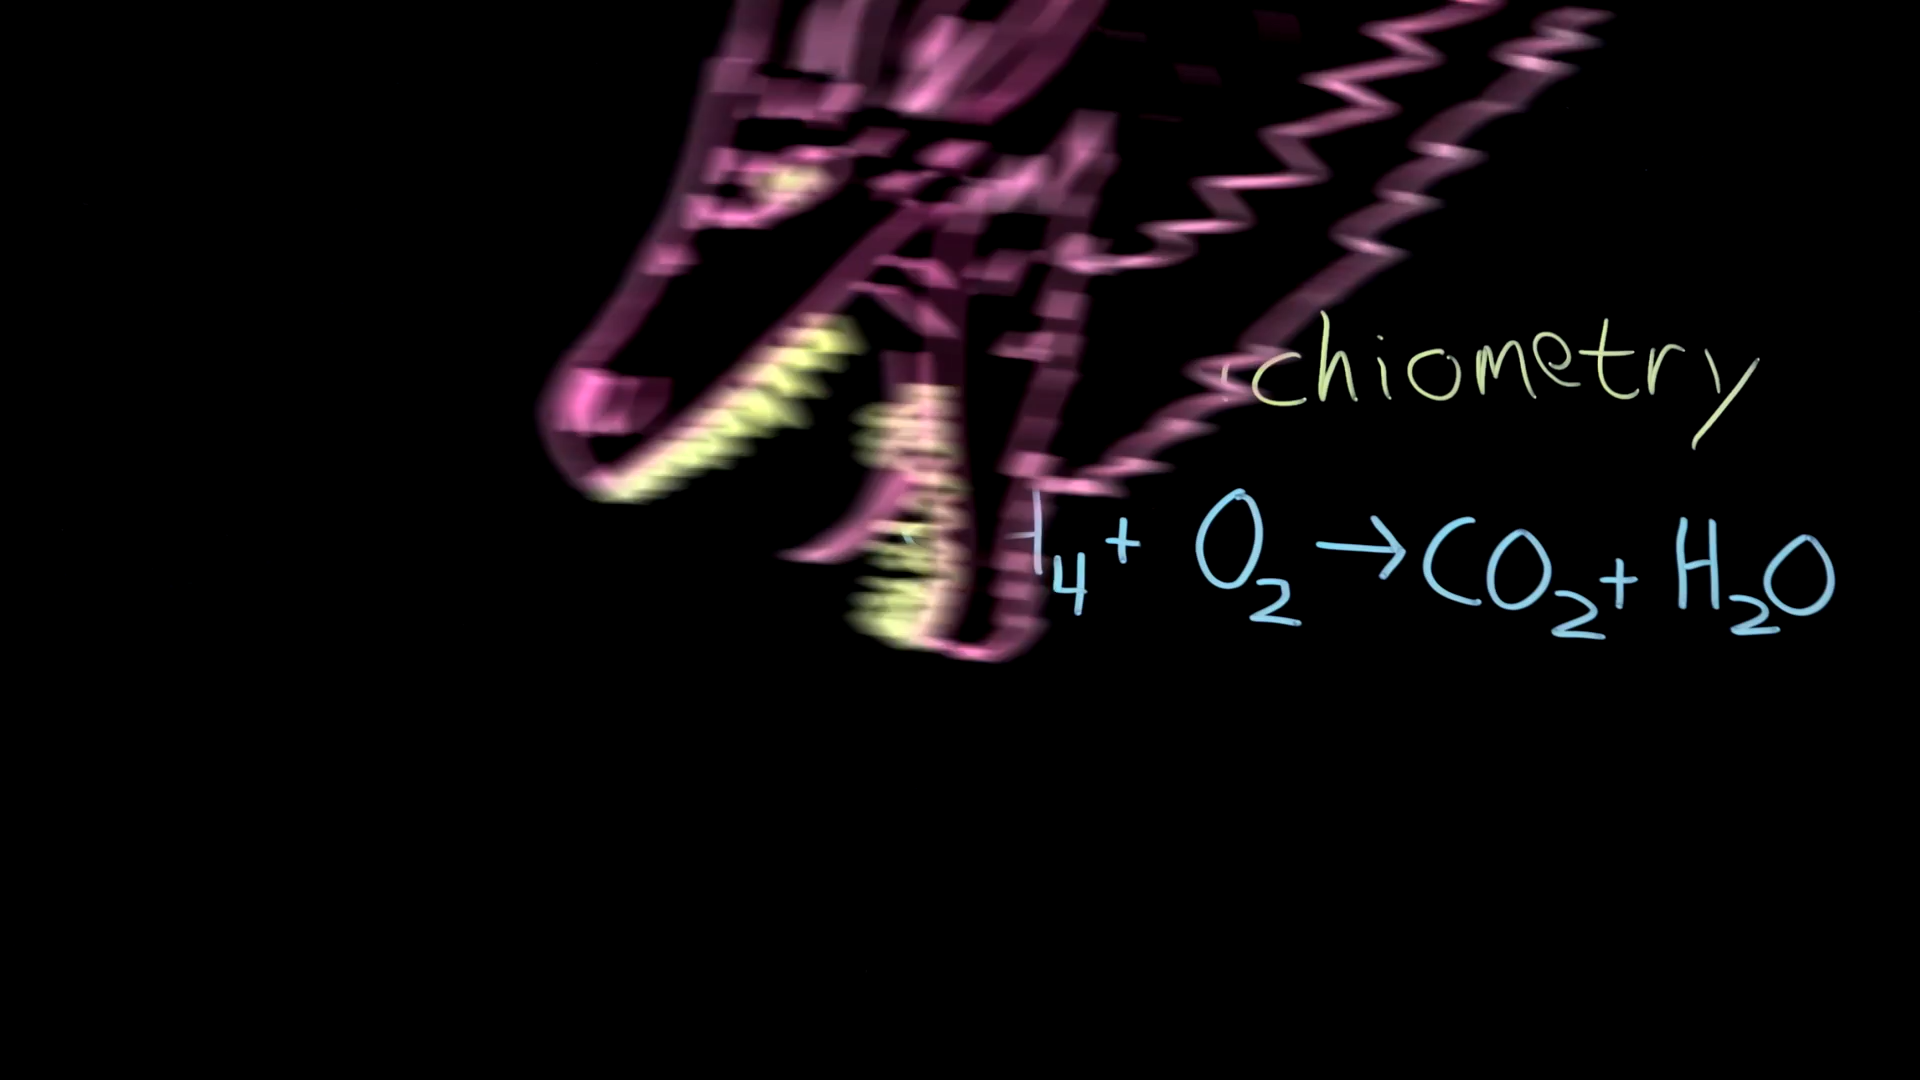 chiometry
4 + O2 → CO2 + H2O